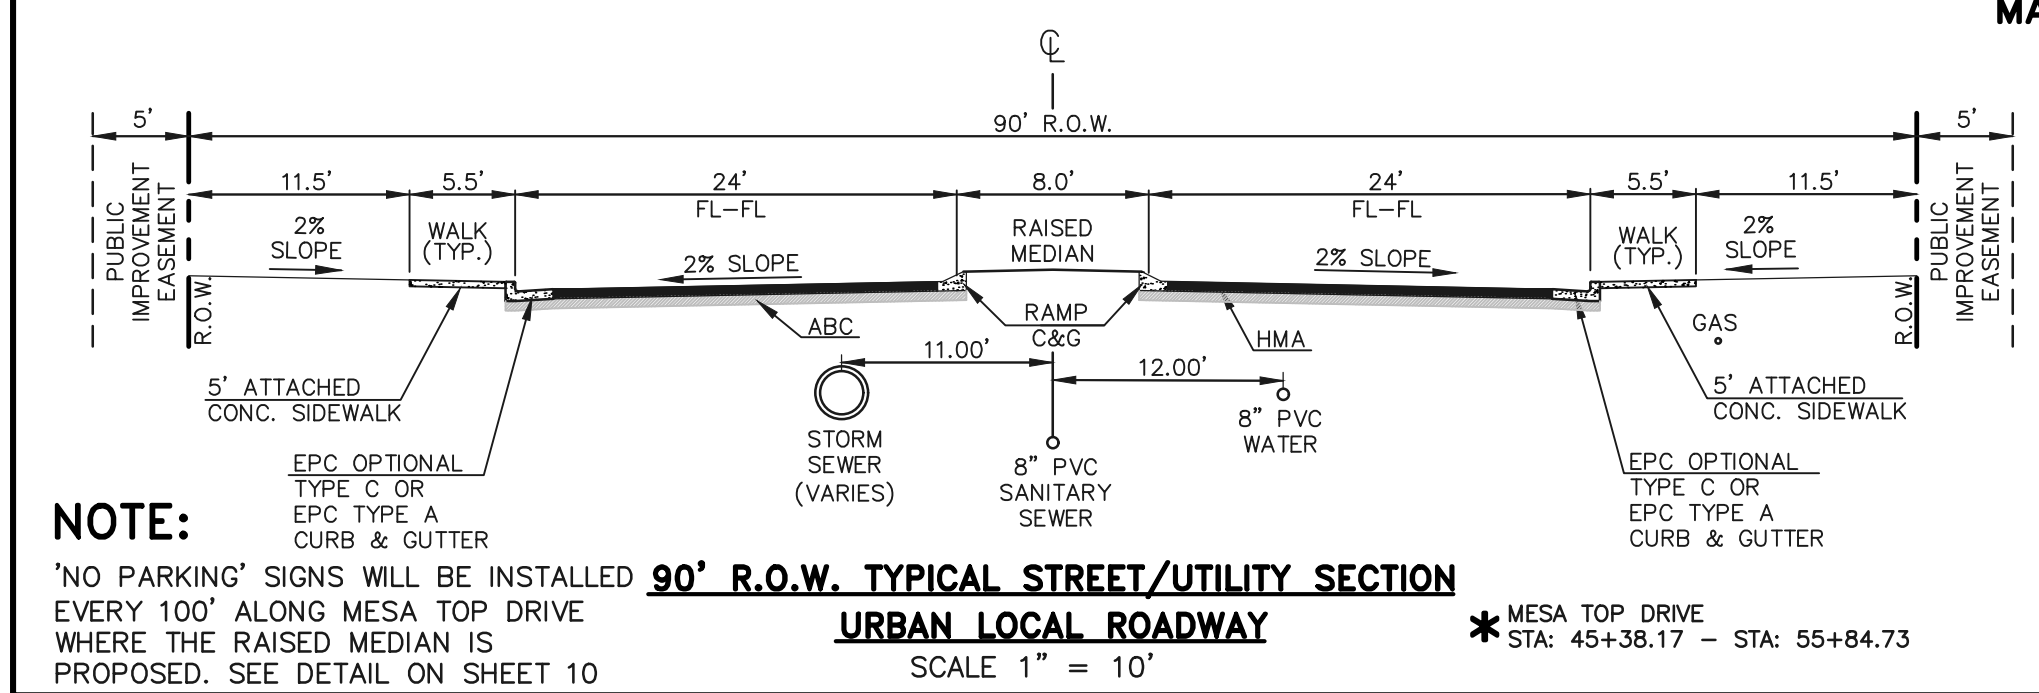 MA
℄
5'
90' R.O.W.
5'
11.5'
5.5'
24'
8.0'
24'
5.5'
11.5'
FL-FL
FL-FL
PUBLIC
IMPROVEMENT
EASEMENT
R.O.W.
2%
SLOPE
WALK
(TYP.)
2% SLOPE
RAISED
MEDIAN
2% SLOPE
WALK
(TYP.)
2%
SLOPE
PUBLIC
IMPROVEMENT
EASEMENT
R.O.W.
ABC
RAMP
C&G
HMA
GAS
11.00'
12.00'
5' ATTACHED
CONC. SIDEWALK
5' ATTACHED
CONC. SIDEWALK
STORM
SEWER
(VARIES)
8" PVC
SANITARY
SEWER
8" PVC
WATER
EPC OPTIONAL
TYPE C OR
EPC TYPE A
CURB & GUTTER
EPC OPTIONAL
TYPE C OR
EPC TYPE A
CURB & GUTTER
NOTE:
'NO PARKING' SIGNS WILL BE INSTALLED
EVERY 100' ALONG MESA TOP DRIVE
WHERE THE RAISED MEDIAN IS
PROPOSED. SEE DETAIL ON SHEET 10
90' R.O.W. TYPICAL STREET/UTILITY SECTION
URBAN LOCAL ROADWAY
SCALE 1" = 10'
* MESA TOP DRIVE
STA: 45+38.17 - STA: 55+84.73